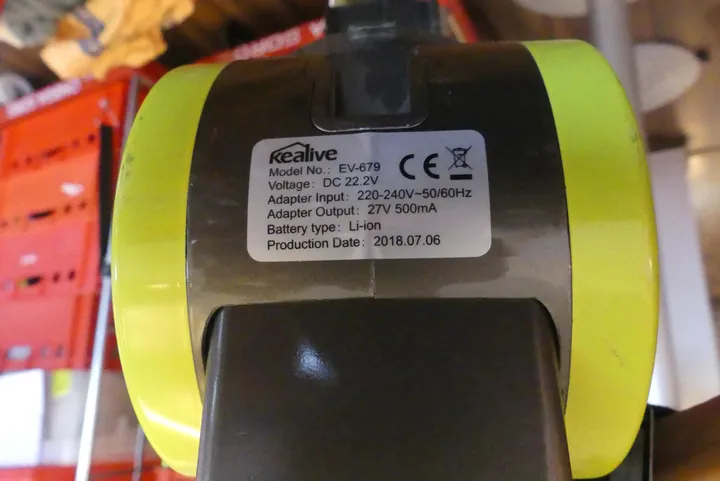 Kealive
Model No.: EV-679
Voltage: DC 22.2V
Adapter Input: 220-240V~50/60Hz
Adapter Output: 27V 500mA
Battery type: Li-ion
Production Date: 2018.07.06
CE